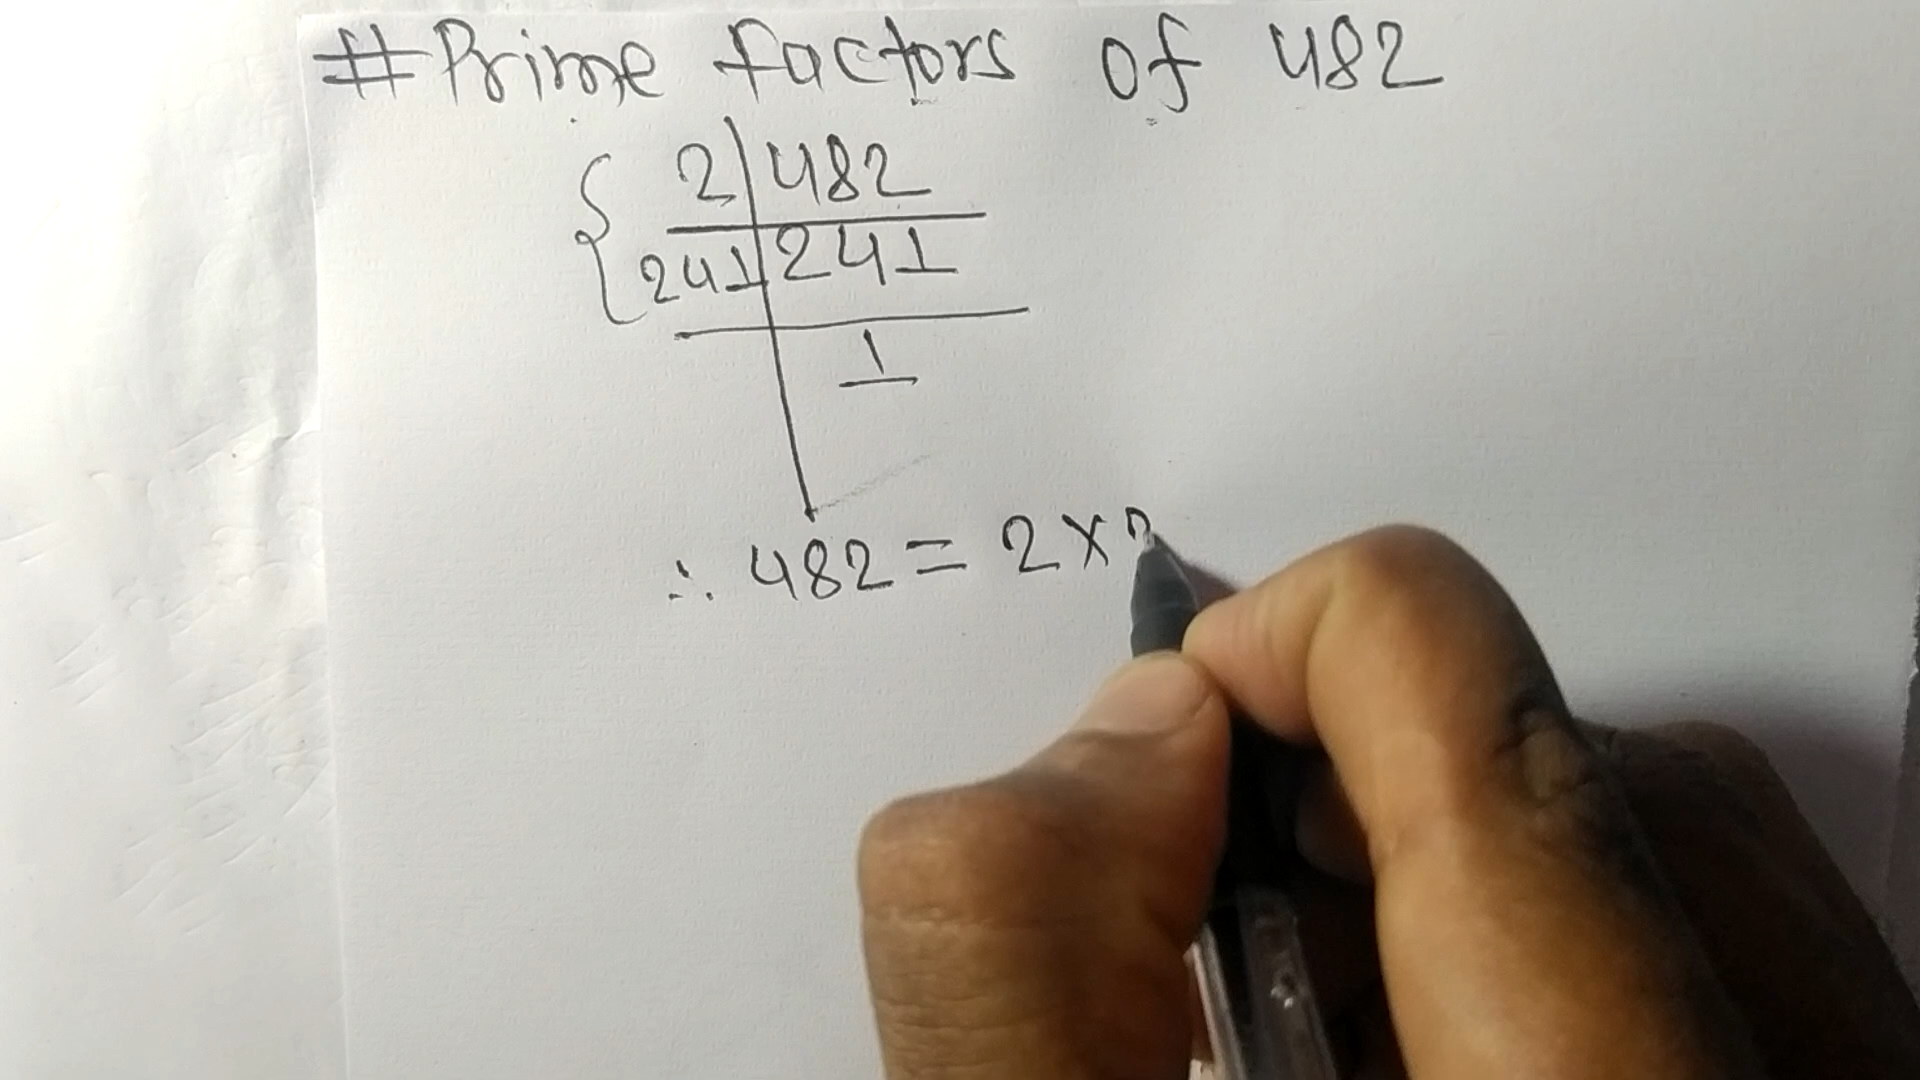 #Prime factors of 482
2 482
241 241
1
∴ 482 = 2 ×